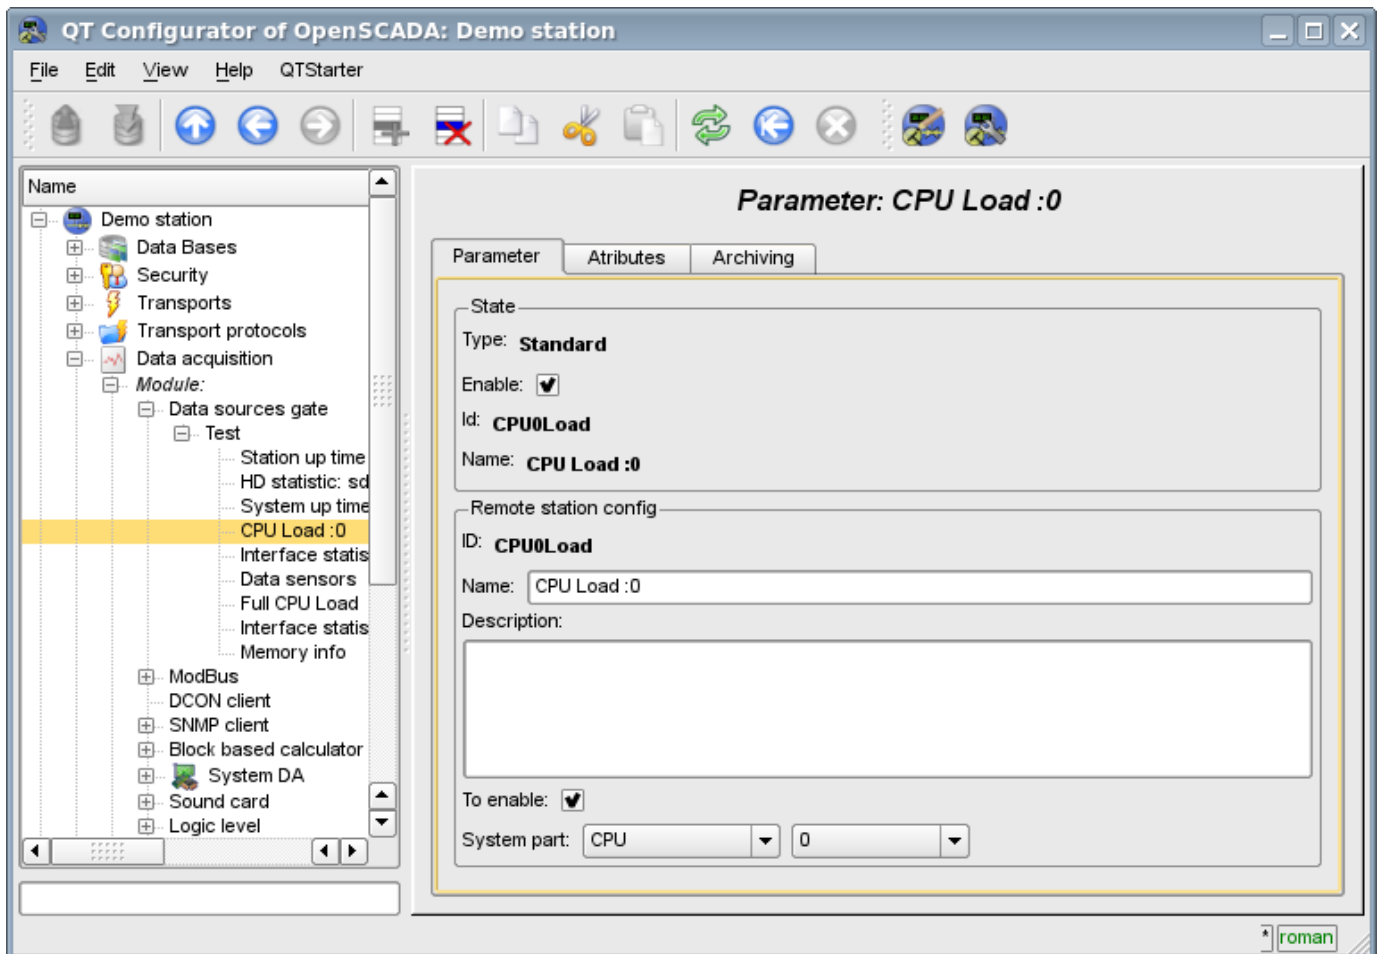 QT Configurator of OpenSCADA: Demo station
File Edit View Help QTStarter
Name
Demo station
Data Bases
Security
Transports
Transport protocols
Data acquisition
Module:
Data sources gate
Test
Station up time
HD statistic: sd
System up time
CPU Load :0
Interface statis
Data sensors
Full CPU Load
Interface statis
Memory info
ModBus
DCON client
SNMP client
Block based calculator
System DA
Sound card
Logic level
Parameter: CPU Load :0
Parameter Atributes Archiving
State
Type: Standard
Enable:
Id: CPU0Load
Name: CPU Load :0
Remote station config
ID: CPU0Load
Name: CPU Load :0
Description:
To enable:
System part: CPU 0
* roman